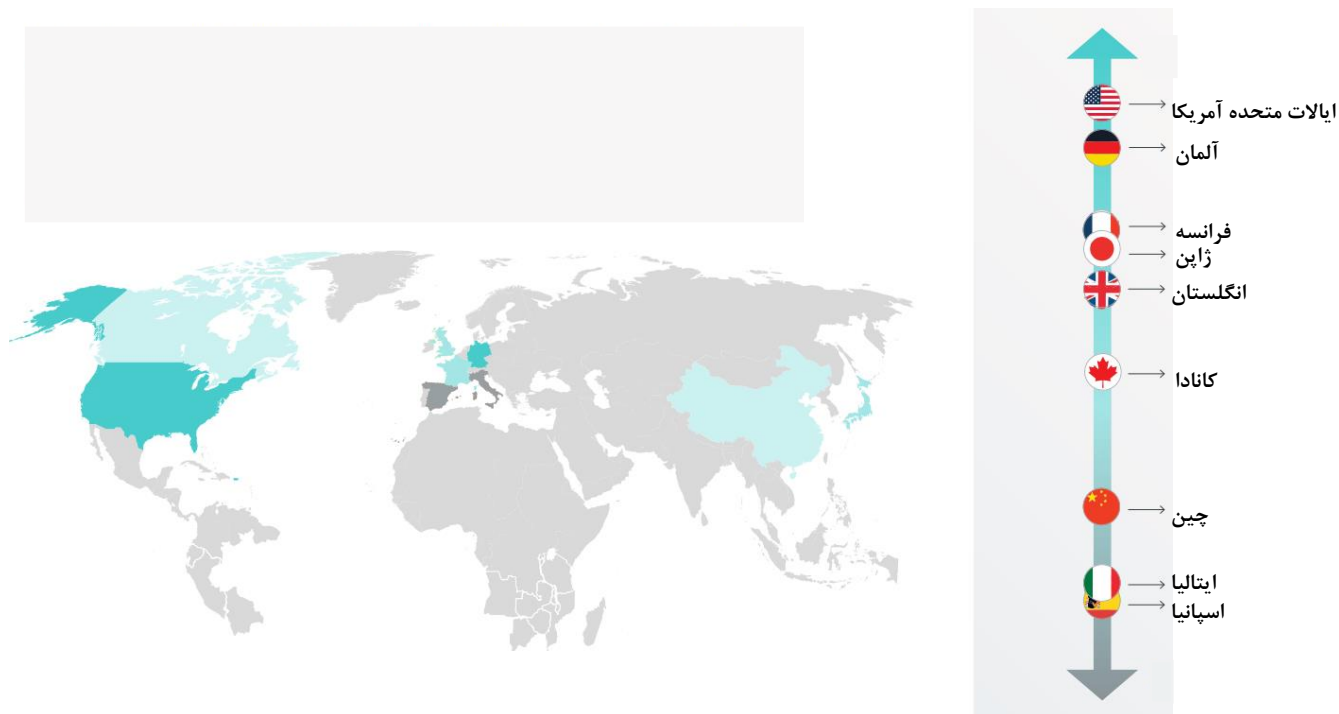 ایالات متحده آمریکا
آلمان
فرانسه
ژاپن
انگلستان
کانادا
چین
ایتالیا
اسپانیا